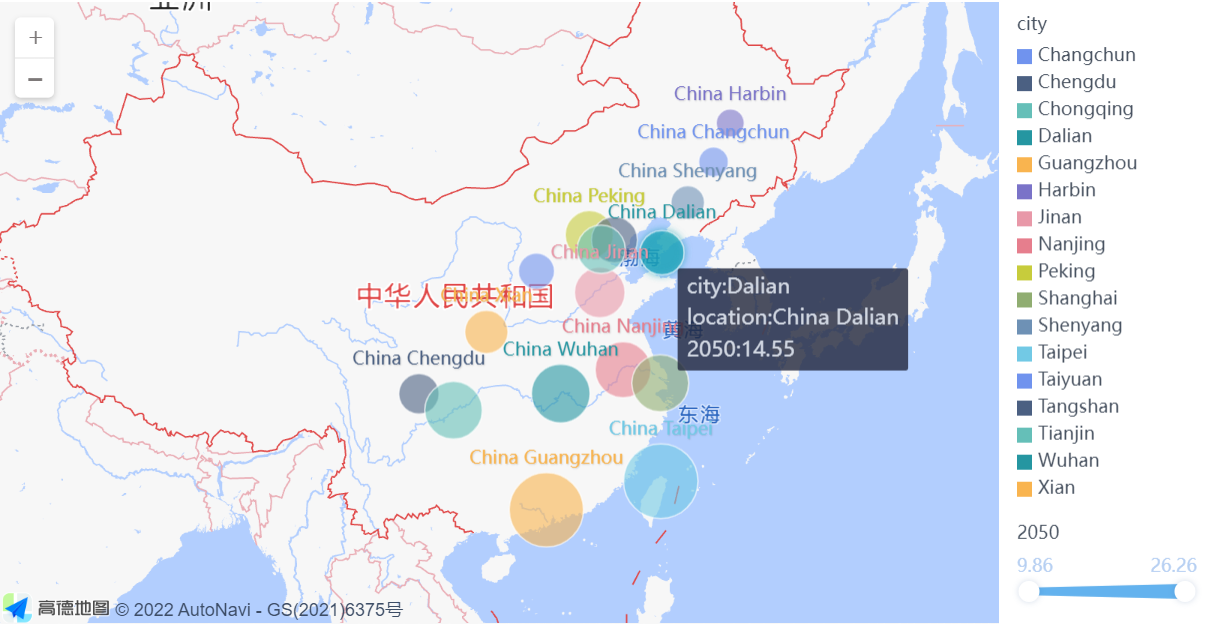 亚洲
+
−
China Harbin
China Changchun
China Shenyang
China Peking
China Dalian
China Jinan
渤海
中华人民共和国
China Xian
China Nanjing
黄海
China Wuhan
China Chengdu
东海
China Taipei
China Guangzhou
city:Dalian
location:China Dalian
2050:14.55
高德地图 © 2022 AutoNavi - GS(2021)6375号
city
Changchun
Chengdu
Chongqing
Dalian
Guangzhou
Harbin
Jinan
Nanjing
Peking
Shanghai
Shenyang
Taipei
Taiyuan
Tangshan
Tianjin
Wuhan
Xian
2050
9.86 26.26